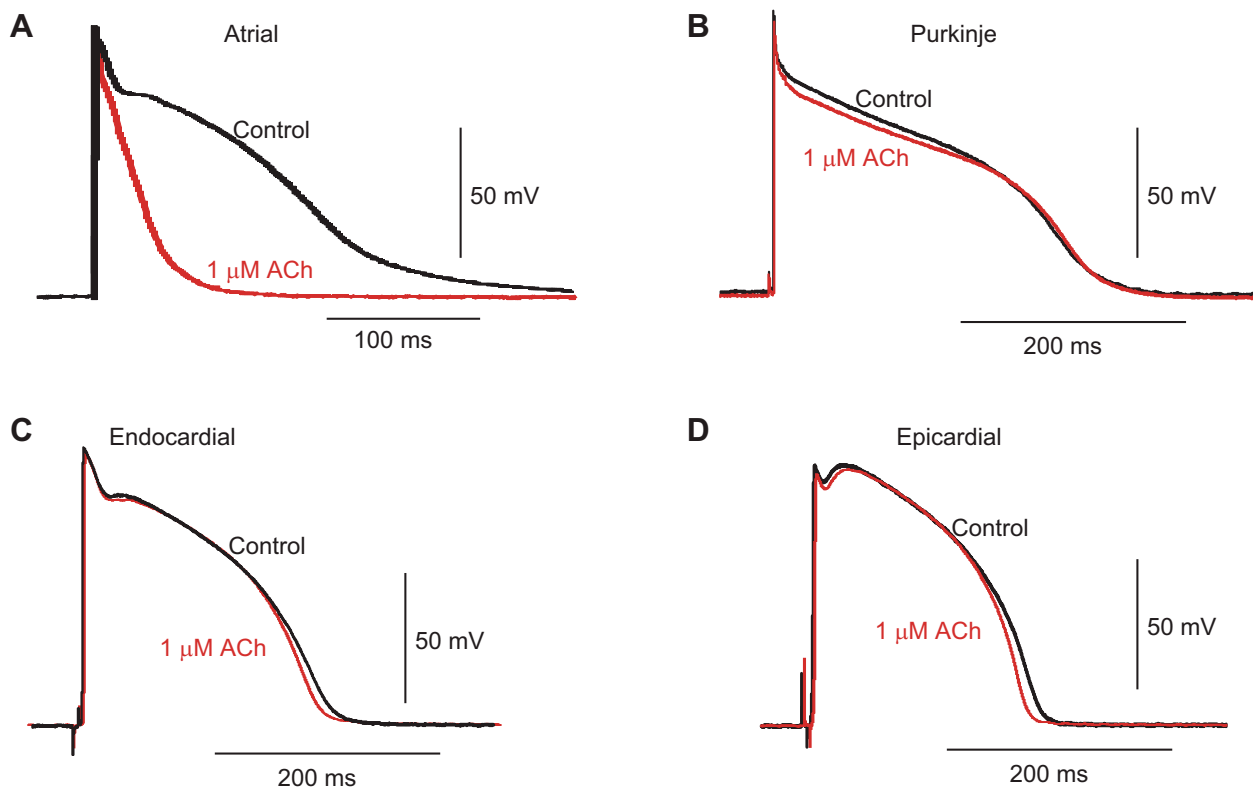 A
Atrial
Control
50 mV
1 μM ACh
100 ms
B
Purkinje
Control
1 μM ACh
50 mV
200 ms
C
Endocardial
Control
1 μM ACh
50 mV
200 ms
D
Epicardial
Control
1 μM ACh
50 mV
200 ms